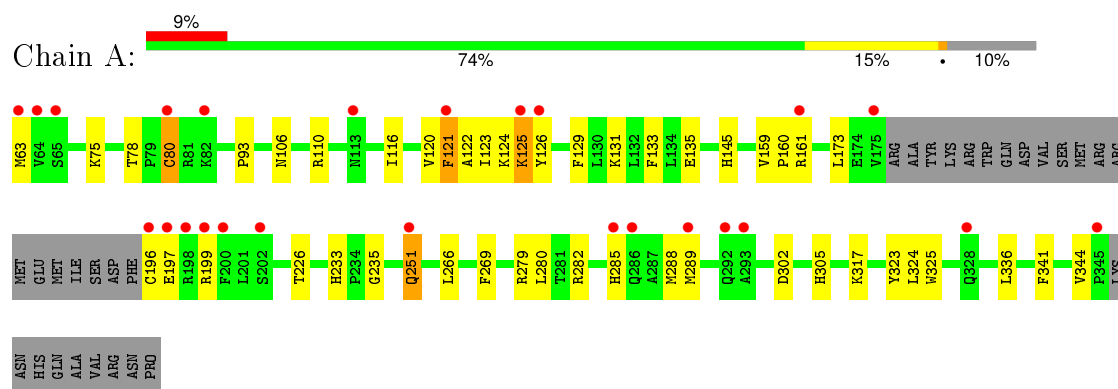 9%
Chain A:
74% 15% • 10%
M63 V64 S65 K75 T78 P79 C80 R81 K82 P93 N106 R110 N113 I116 V120 F121 A122 I123 K124 K125 Y126 F129 L130 K131 L132 F133 L134 E135 H145 V159 P160 R161 L173 E174 V175 ARG ALA TYR LYS ARG TRP GLN ASP VAL SER MET ARG ARG
MET GLU MET ILE SER ASP PHE C196 E197 R198 R199 F200 L201 S202 T226 H233 P234 G235 Q251 L266 F269 R279 L280 T281 R282 H285 Q286 A287 M288 M289 Q292 A293 D302 H305 K317 Y323 L324 W325 Q328 L336 F341 V344 P345 LYS
ASN HIS GLN ALA VAL ARG ASN PRO